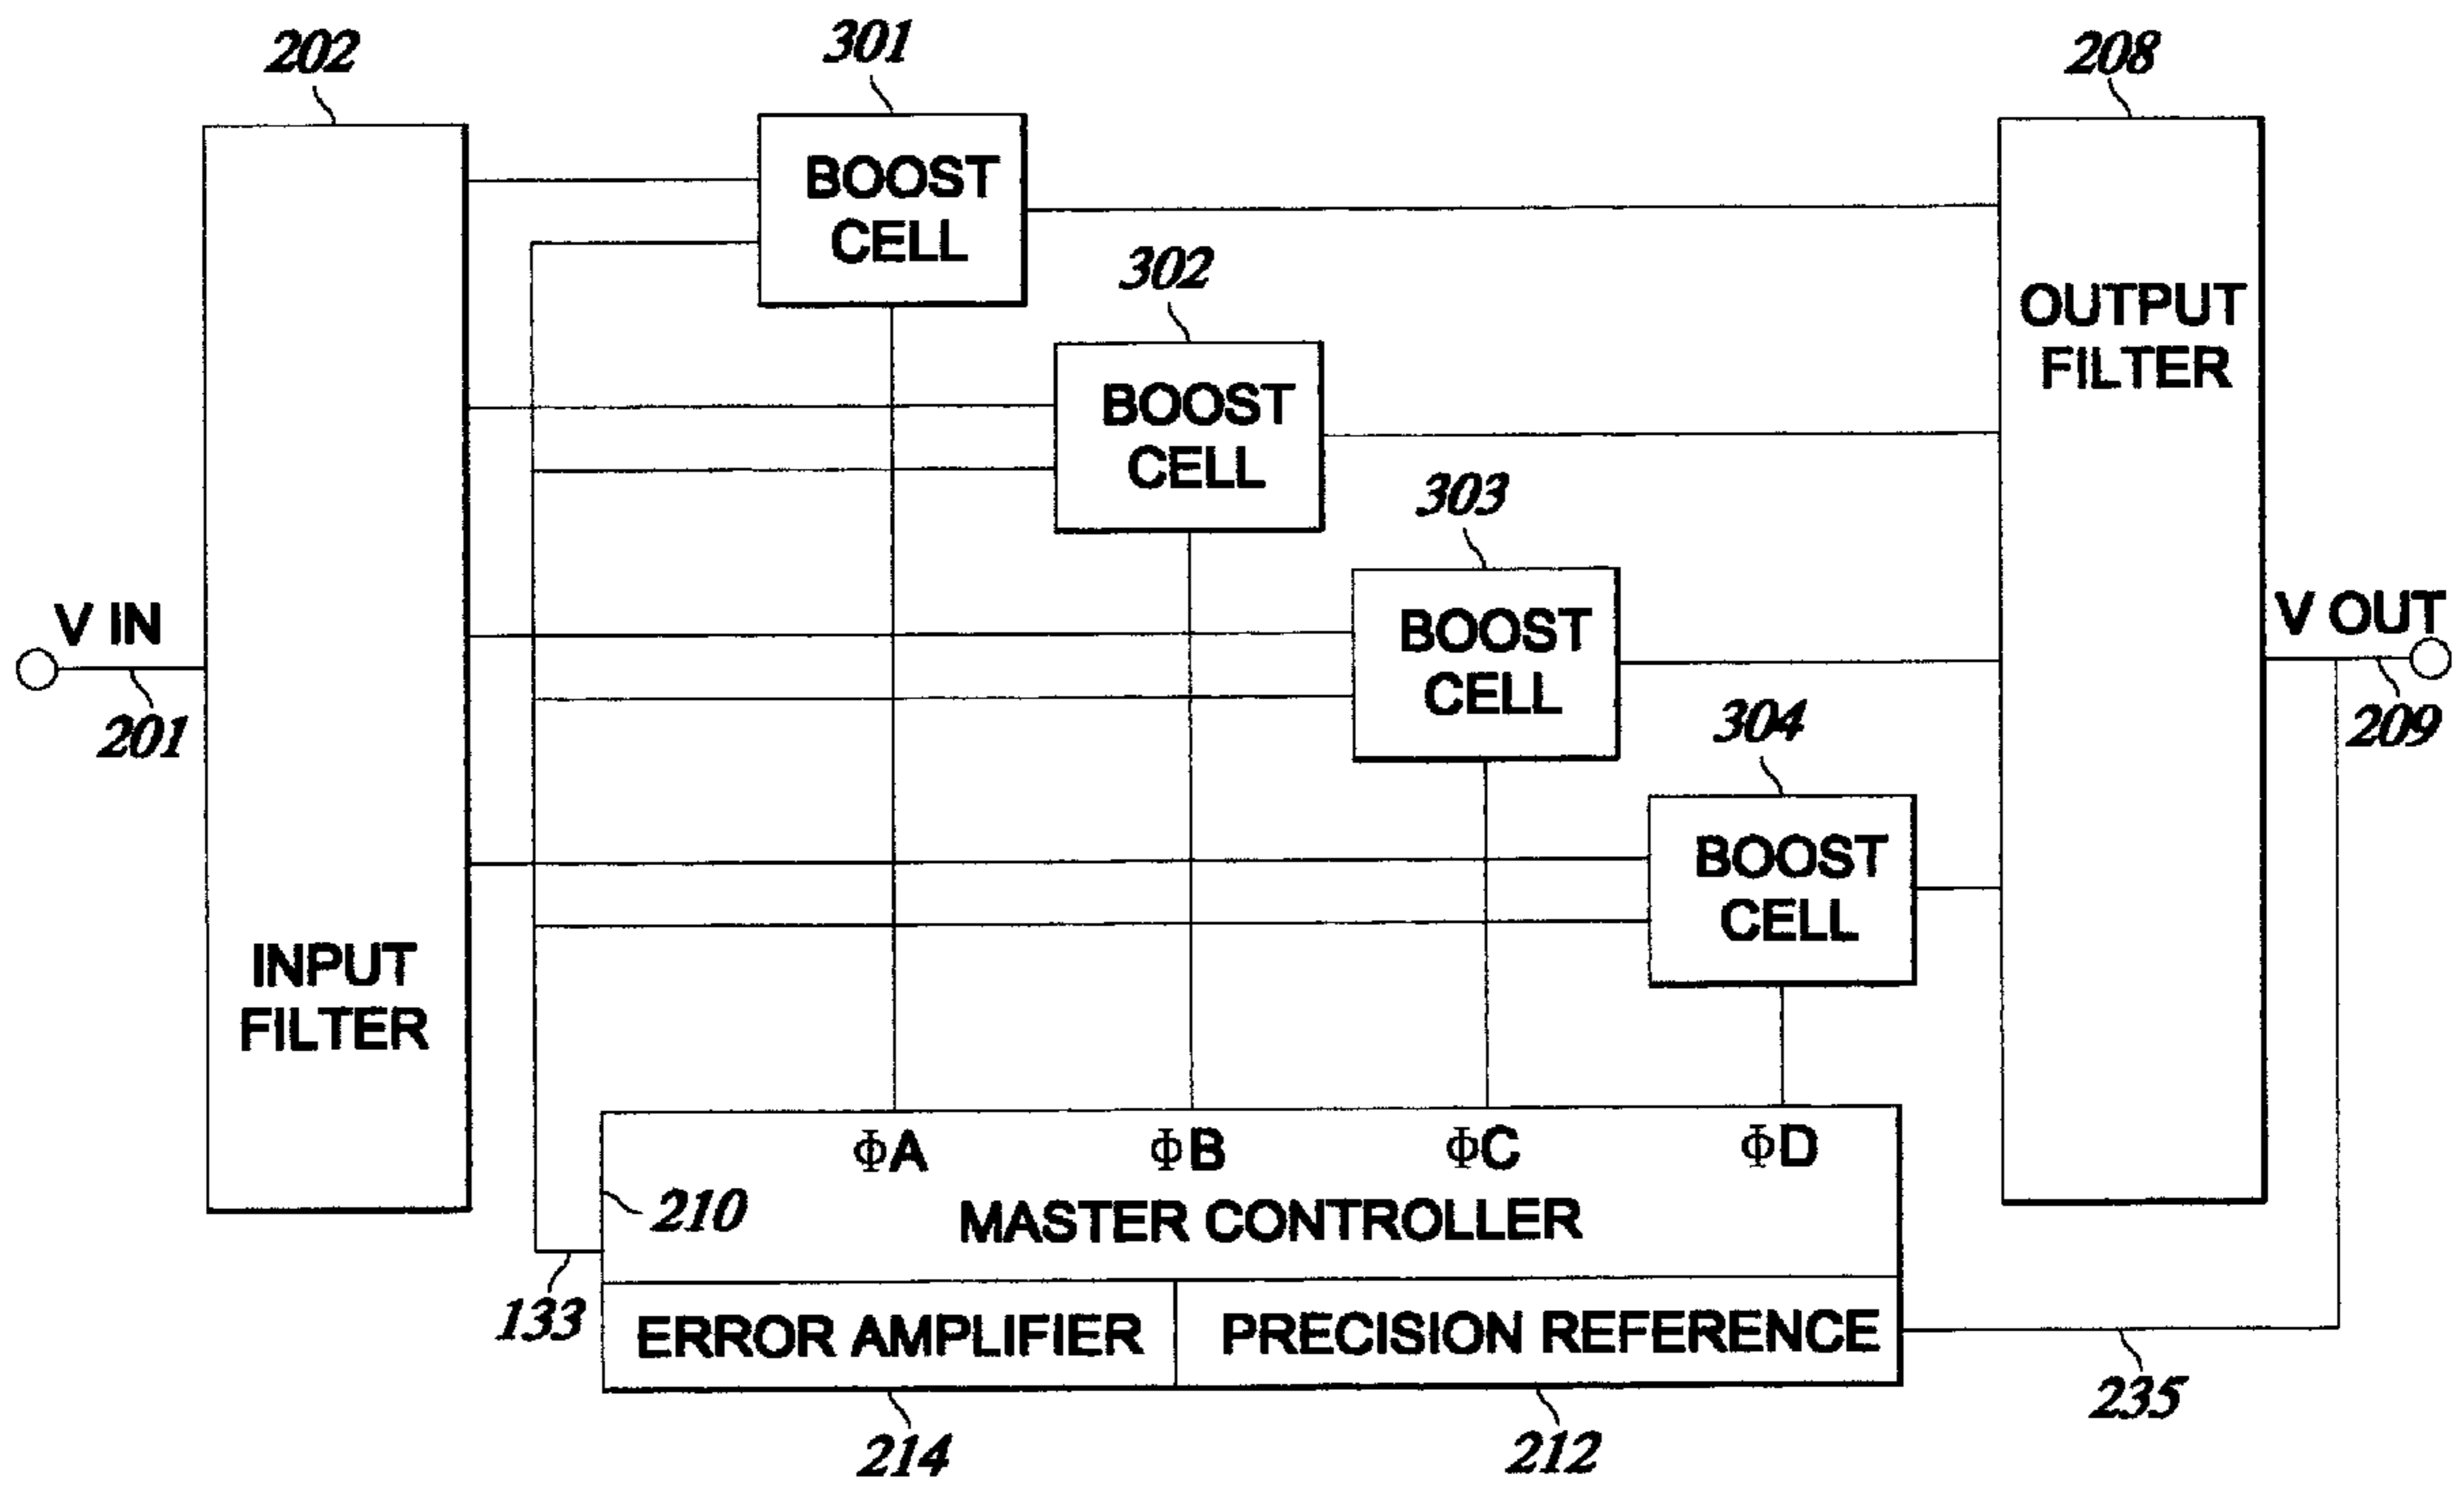 202
301
208
BOOST
CELL
302
OUTPUT
FILTER
BOOST
CELL
303
V IN
BOOST
CELL
V OUT
201
304
209
BOOST
CELL
INPUT
FILTER
ΦA ΦB ΦC ΦD
210
MASTER CONTROLLER
133
ERROR AMPLIFIER
PRECISION REFERENCE
235
214
212